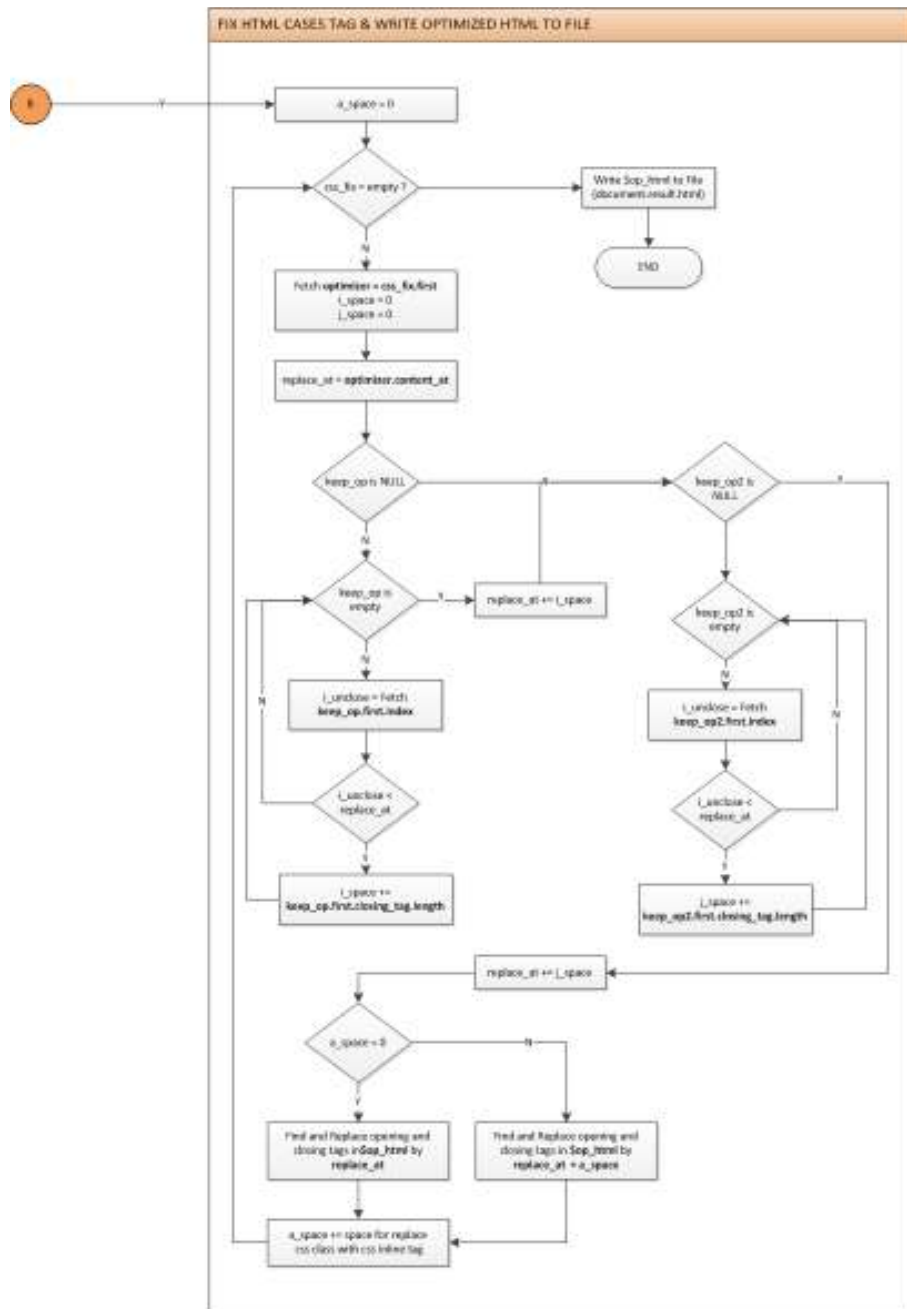 FIX HTML CASES TAG & WRITE OPTIMIZED HTML TO FILE
Y
a_space = 0
css_fix = empty ?
Write $op_html to File
(document.result.html)
END
N
Fetch optimizer = css_fix.first
i_space = 0
j_space = 0
replace_at = optimizer.content_at
keep_op is NULL
Y
keep_op2 is
NULL
Y
N
keep_op is
empty
Y
replace_at += i_space
keep_op2 is
empty
N
N
i_unclose = Fetch
keep_op.first.index
i_unclose = Fetch
keep_op2.first.index
N
N
i_unclose <
replace_at
i_unclose <
replace_at
Y
Y
i_space +=
keep_op.first.closing_tag.length
j_space +=
keep_op2.first.closing_tag.length
replace_at += j_space
a_space = 0
N
Y
Find and Replace opening and
closing tags in$op_html by
replace_at
Find and Replace opening and
closing tags in $op_html by
replace_at + a_space
a_space += space for replace
css class with css inline tag